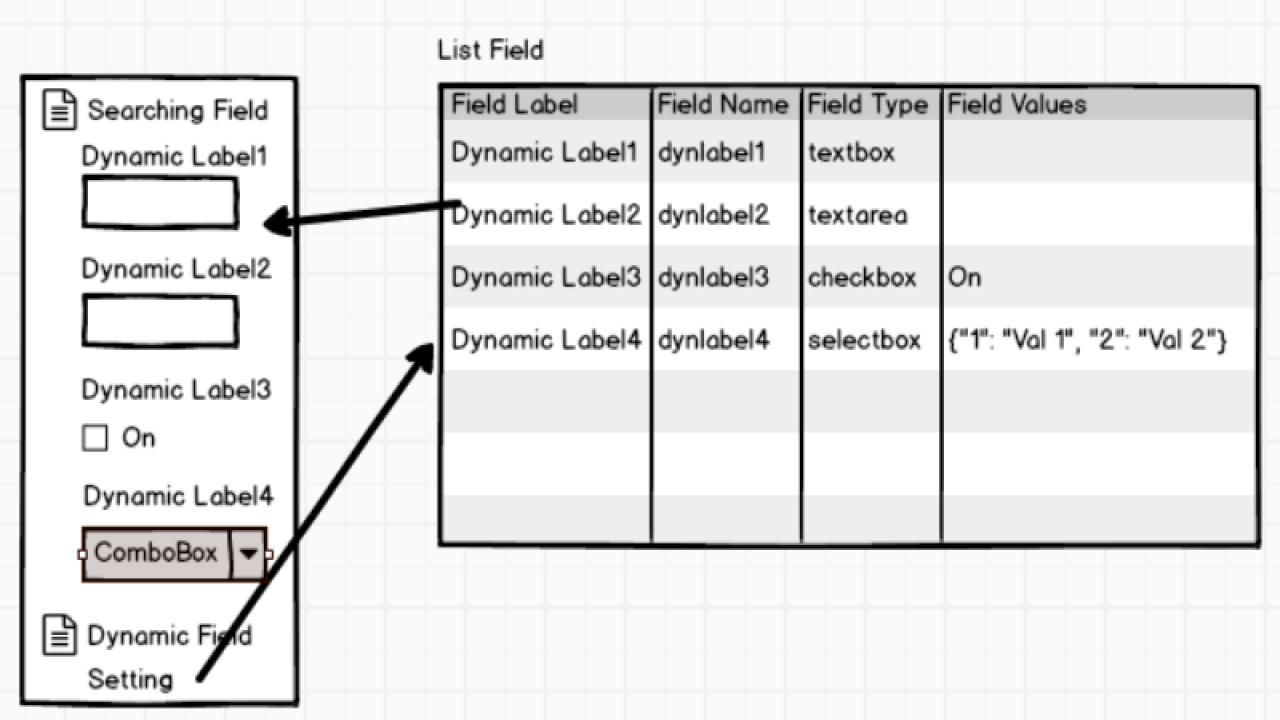 List Field
Searching Field
Dynamic Label1
Dynamic Label2
Dynamic Label3
On
Dynamic Label4
ComboBox
Dynamic Field
Setting
Field Label Field Name Field Type Field Values
Dynamic Label1 dynlabel1 textbox
Dynamic Label2 dynlabel2 textarea
Dynamic Label3 dynlabel3 checkbox On
Dynamic Label4 dynlabel4 selectbox {"1": "Val 1", "2": "Val 2"}